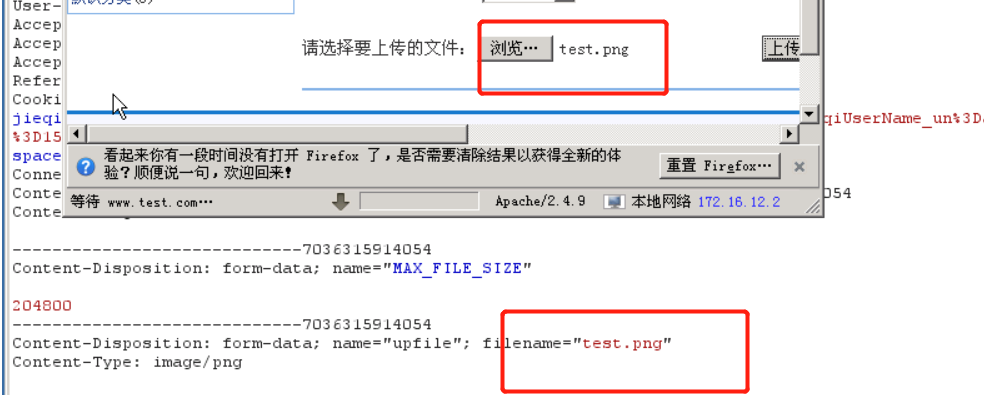 User-
Accep
Accep
Accep
Refer
Cooki
请选择要上传的文件： 浏览… test.png 上传
jieqi qiUserName_un%3D
%3D15
space
看起来你有一段时间没有打开 Firefox 了，是否需要清除结果以获得全新的体
验？顺便说一句，欢迎回来！
重置 Firefox…
Conne
Conte 054
Conte
等待 www.test.com… Apache/2.4.9 本地网络 172.16.12.2
-----------------------------7036315914054
Content-Disposition: form-data; name="MAX_FILE_SIZE"
204800
-----------------------------7036315914054
Content-Disposition: form-data; name="upfile"; filename="test.png"
Content-Type: image/png